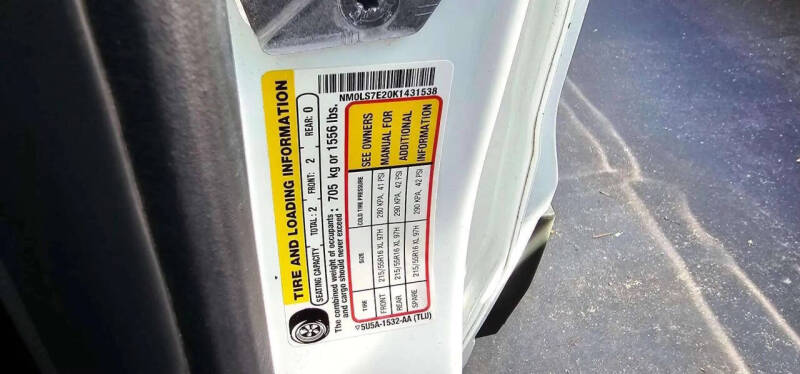 NM0LS7E20K1431538
TIRE AND LOADING INFORMATION
SEATING CAPACITY TOTAL: 2 FRONT: 2 REAR: 0
The combined weight of occupants and cargo should never exceed: 705 kg or 1556 lbs.
TIRE SIZE COLD TIRE PRESSURE
FRONT 215/55R16 XL 97H 280 KPA, 41 PSI
REAR 215/55R16 XL 97H 290 KPA, 42 PSI
SPARE 215/55R16 XL 97H 290 KPA, 42 PSI
SEE OWNERS
MANUAL FOR
ADDITIONAL
INFORMATION
5U5A-1532-AA (TLU)